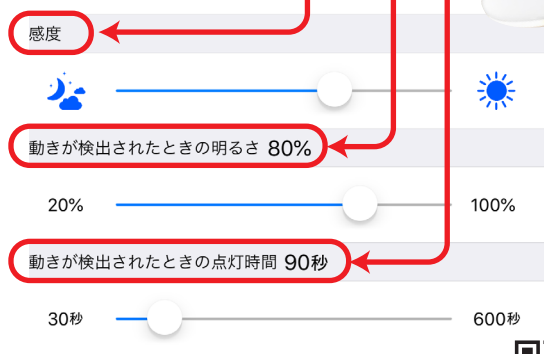 感度
動きが検出されたときの明るさ 80%
20% 100%
動きが検出されたときの点灯時間 90秒
30秒 600秒